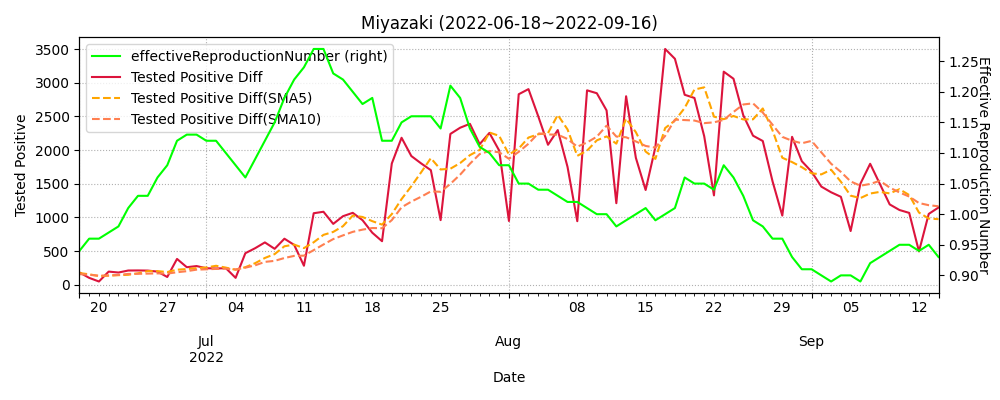 Miyazaki (2022-06-18~2022-09-16)
effectiveReproductionNumber (right)
Tested Positive Diff
Tested Positive Diff(SMA5)
Tested Positive Diff(SMA10)
Tested Positive
3500
3000
2500
2000
1500
1000
500
0
Effective Reproduction Number
1.25
1.20
1.15
1.10
1.05
1.00
0.95
0.90
20 27 04 11 18 25 08 15 22 29 05 12
Jul Aug Sep
2022
Date